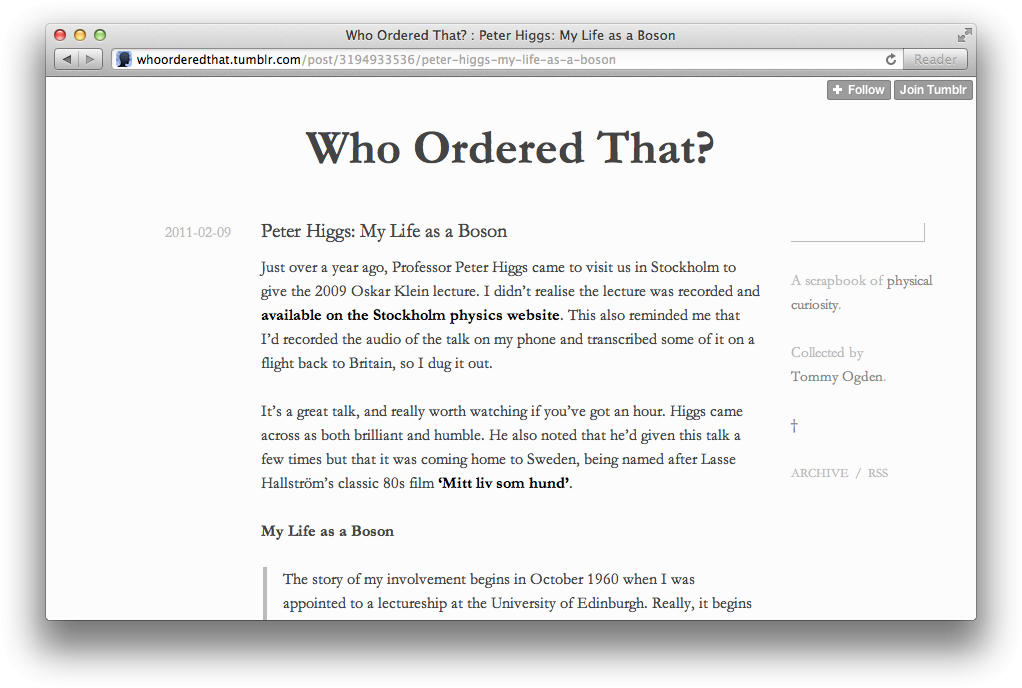 Who Ordered That? : Peter Higgs: My Life as a Boson
whoorderedthat.tumblr.com/post/3194933536/peter-higgs-my-life-as-a-boson
Reader
+ Follow
Join Tumblr
Who Ordered That?
2011-02-09
Peter Higgs: My Life as a Boson
Just over a year ago, Professor Peter Higgs came to visit us in Stockholm to
give the 2009 Oskar Klein lecture. I didn’t realise the lecture was recorded and
available on the Stockholm physics website. This also reminded me that
I’d recorded the audio of the talk on my phone and transcribed some of it on a
flight back to Britain, so I dug it out.
It’s a great talk, and really worth watching if you’ve got an hour. Higgs came
across as both brilliant and humble. He also noted that he’d given this talk a
few times but that it was coming home to Sweden, being named after Lasse
Hallström’s classic 80s film ‘Mitt liv som hund’.
My Life as a Boson
The story of my involvement begins in October 1960 when I was
appointed to a lectureship at the University of Edinburgh. Really, it begins
A scrapbook of physical
curiosity.
Collected by
Tommy Ogden.
†
ARCHIVE / RSS